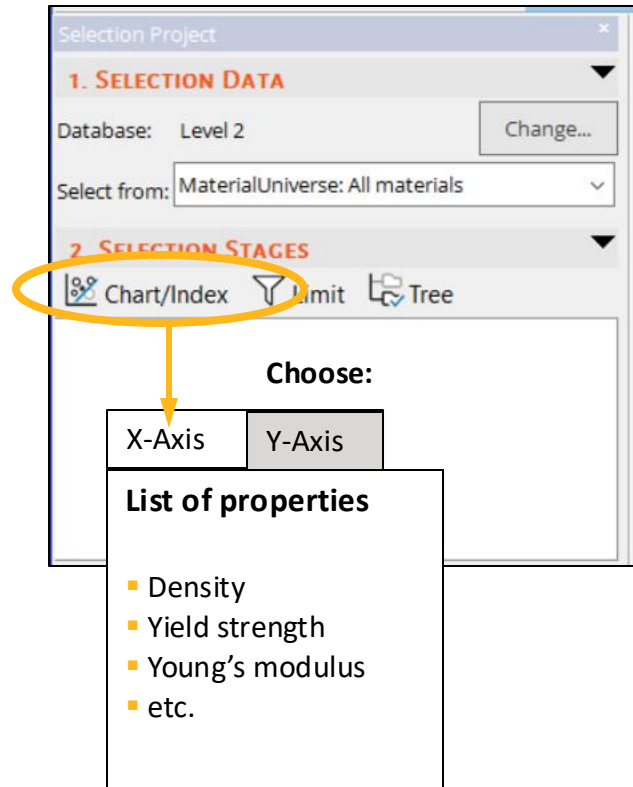 Selection Project ×
1. SELECTION DATA
Database: Level 2 Change...
Select from: MaterialUniverse: All materials
2. SELECTION STAGES
Chart/Index Limit Tree
Choose:
X-Axis Y-Axis
List of properties
Density
Yield strength
Young’s modulus
etc.